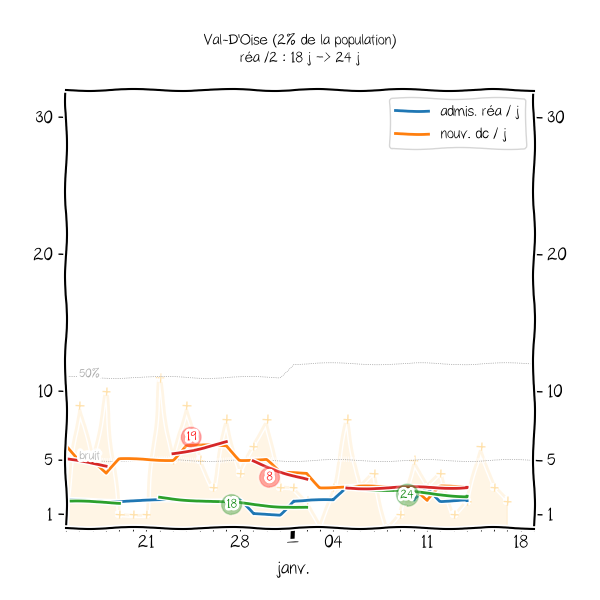 Val-D'Oise (2% de la population)
réa /2 : 18 j -> 24 j
admis. réa / j
nouv. dc / j
30 30
20 20
50%
10 10
19
bruit
5 5
8
24
18
1 1
21 28 04 11 18
janv.